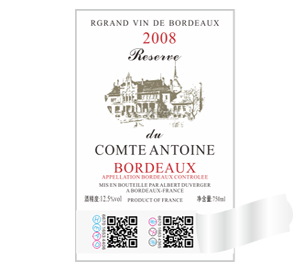 RGRAND VIN DE BORDEAUX
2008
Reserve
du
COMTE ANTOINE
BORDEAUX
APPELLATION BORDEAUX CONTROLEE
MIS EN BOUTEILLE PAR ALBERT DUVERGER
A BORDEAUX-FRANCE
酒精度:12.5%vol PRODUCT OF FRANCE 净含量:750ml